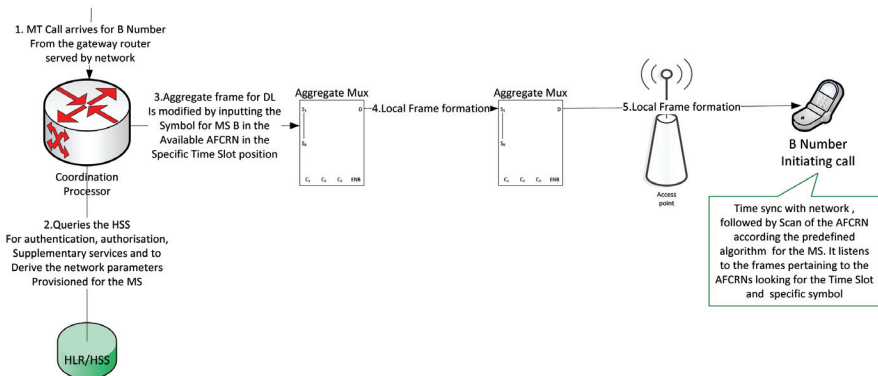 1. MT Call arrives for B Number
From the gateway router
served by network
3.Aggregate frame for DL
Is modified by inputting the
Symbol for MS B in the
Available AFCRN in the
Specific Time Slot position
Coordination
Processor
2.Queries the HSS
For authentication, authorisation,
Supplementary services and to
Derive the network parameters
Provisioned for the MS
HLR/HSS
Aggregate Mux
S₁
D
S₈
C₁ C₂ C₃ ENB
4.Local Frame formation
Aggregate Mux
S₁
D
S₈
C₁ C₂ C₃ ENB
5.Local Frame formation
Access
point
B Number
Initiating call
Time sync with network ,
followed by Scan of the AFCRN
according the predefined
algorithm for the MS. It listens
to the frames pertaining to the
AFCRNs looking for the Time Slot
and specific symbol